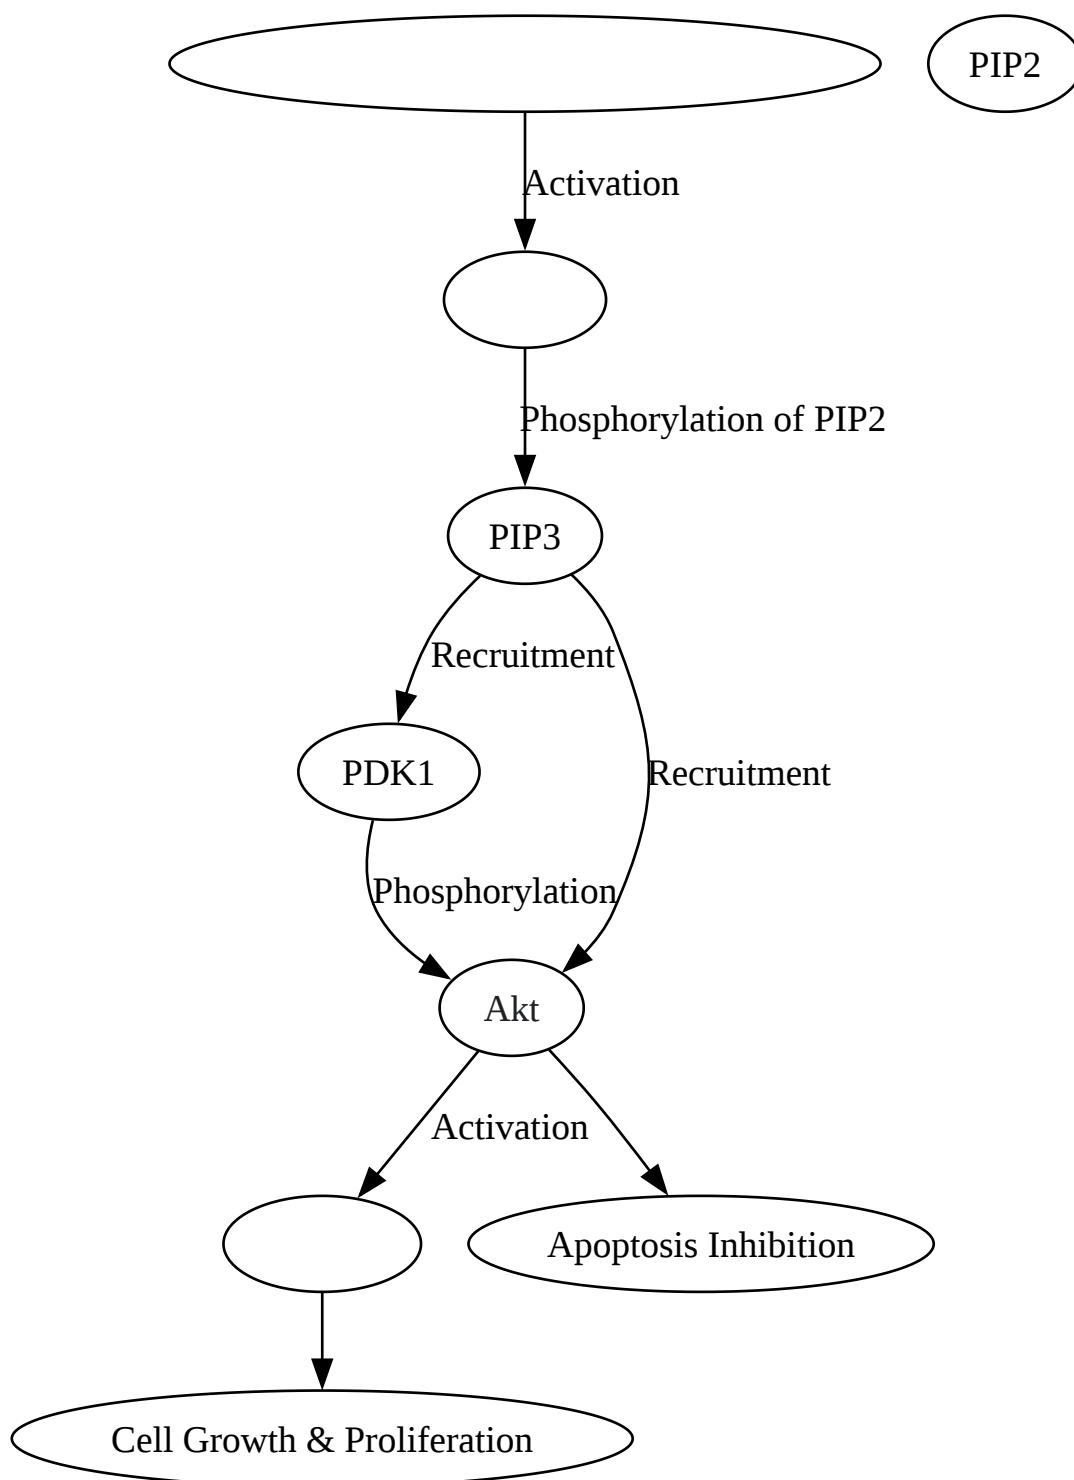 PIP2
Activation
Phosphorylation of PIP2
PIP3
Recruitment
PDK1
Recruitment
Phosphorylation
Akt
Activation
Apoptosis Inhibition
Cell Growth & Proliferation